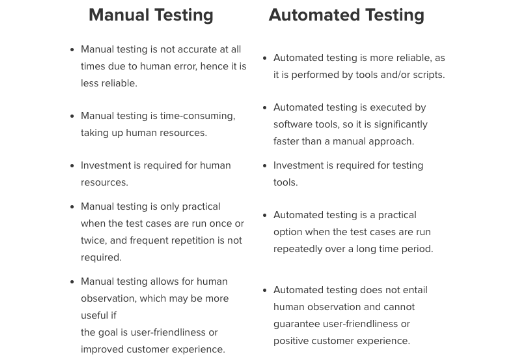 Manual Testing
Manual testing is not accurate at all
times due to human error, hence it is
less reliable.
Manual testing is time-consuming,
taking up human resources.
Investment is required for human
resources.
Manual testing is only practical
when the test cases are run once or
twice, and frequent repetition is not
required.
Manual testing allows for human
observation, which may be more
useful if
the goal is user-friendliness or
improved customer experience.
Automated Testing
Automated testing is more reliable, as
it is performed by tools and/or scripts.
Automated testing is executed by
software tools, so it is significantly
faster than a manual approach.
Investment is required for testing
tools.
Automated testing is a practical
option when the test cases are run
repeatedly over a long time period.
Automated testing does not entail
human observation and cannot
guarantee user-friendliness or
positive customer experience.